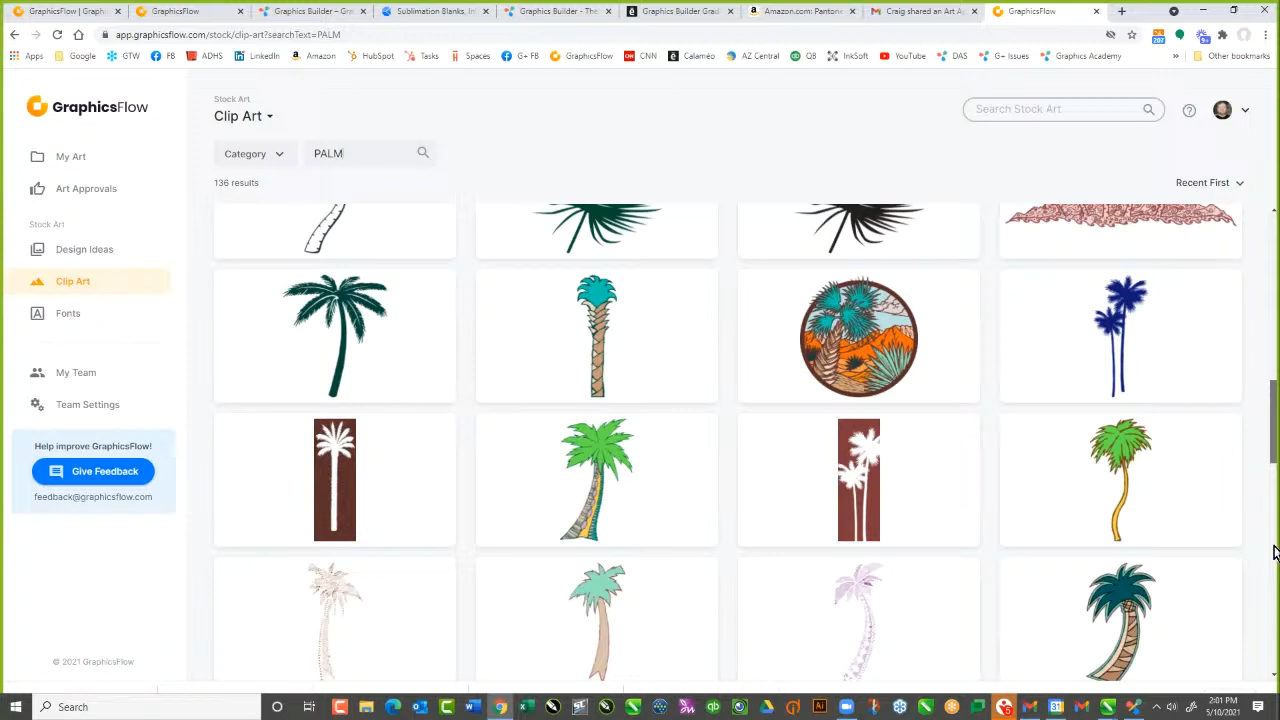 GraphicsFlow
GraphicsFlow
Graphics Builder – Gra
Sublimation Blanks, In
Graphics Builder - The
Graphics Builder Grad
Amazon.com: Pantone
Craig shared an Art Ap
GraphicsFlow
app.graphicsflow.com/stock/clip-art?searchText=PALM
Apps
Google
GTW
FB
ADHS
LinkedIn
Amazon
HubSpot
Tasks
Spaces
G+ FB
GraphicsFlow
CNN
Calaméo
AZ Central
QB
InkSoft
YouTube
DAS
G+ Issues
Graphics Academy
Other bookmarks
GraphicsFlow
Stock Art
Clip Art
Search Stock Art
Category
PALM
136 results
Recent First
My Art
Art Approvals
Stock Art
Design Ideas
Clip Art
Fonts
My Team
Team Settings
Help improve GraphicsFlow!
Give Feedback
feedback@graphicsflow.com
© 2021 GraphicsFlow
Search
2:01 PM
5/10/2021